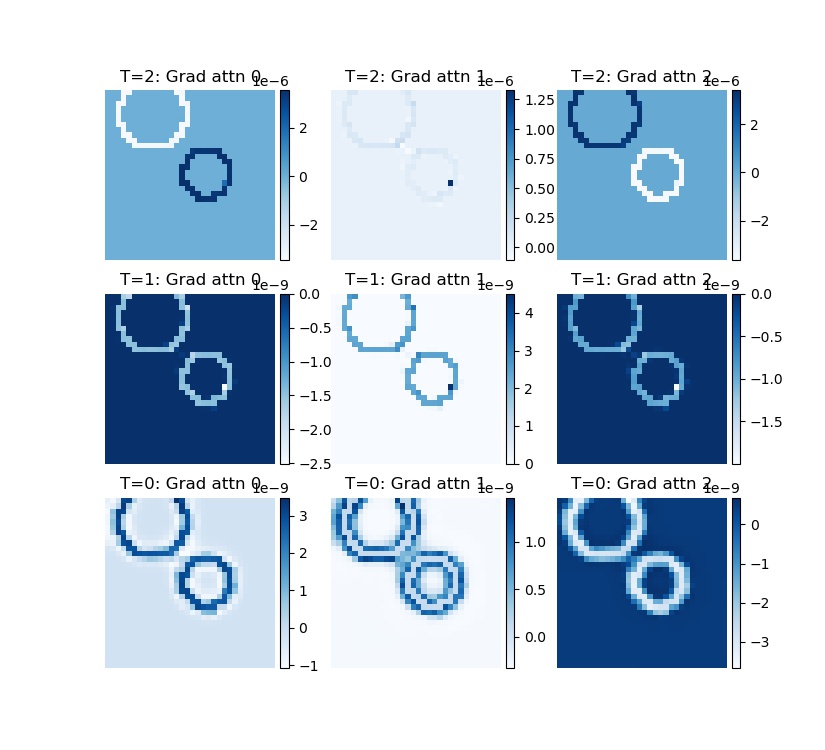 T=2: Grad attn 0
1e−6
T=2: Grad attn 1
1e−6
T=2: Grad attn 2
1e−6
2
0
−2
1.25
1.00
0.75
0.50
0.25
0.00
2
0
−2
T=1: Grad attn 0
1e−9
T=1: Grad attn 1
1e−9
T=1: Grad attn 2
1e−9
0.0
−0.5
−1.0
−1.5
−2.0
−2.5
4
3
2
1
0
0.0
−0.5
−1.0
−1.5
T=0: Grad attn 0
1e−9
T=0: Grad attn 1
1e−9
T=0: Grad attn 2
1e−9
3
2
1
0
−1
1.0
0.5
0.0
0
−1
−2
−3